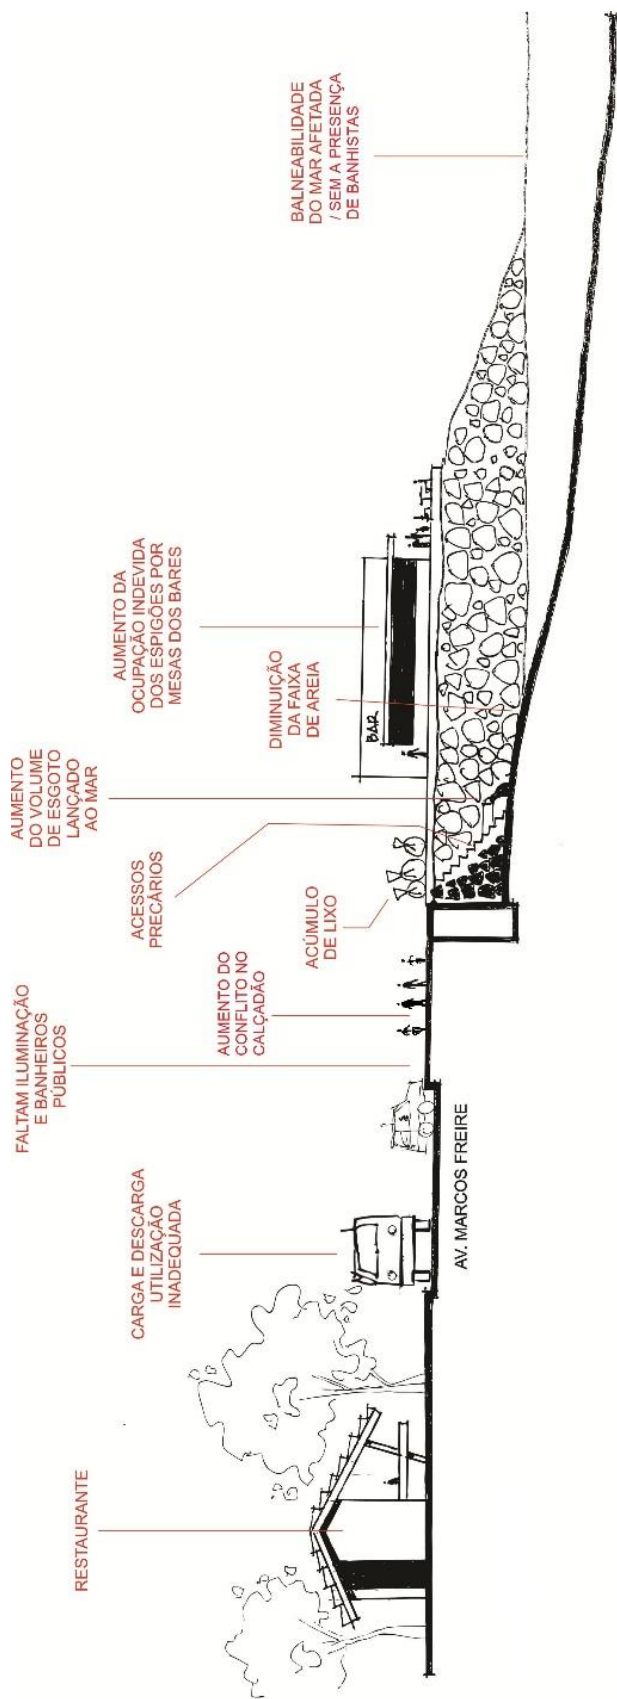 RESTAURANTE
CARGA E DESCARGA
UTILIZAÇÃO
INADEQUADA
FALTAM ILUMINAÇÃO
E BANHEIROS
PÚBLICOS
AUMENTO DO
CONFLITO NO
CALÇADÃO
ACÚMULO
DE LIXO
ACESSOS
PRECÁRIOS
AUMENTO
DO VOLUME
DE ESGOTO
LANÇADO
AO MAR
AUMENTO DA
OCUPAÇÃO INDEVIDA
DOS ESPIGÕES POR
MESAS DOS BARES
DIMINUIÇÃO
DA FAIXA
DE AREIA
BAR
BALNEABILIDADE
DO MAR AFETADA
/ SEM A PRESENÇA
DE BANHISTAS
AV. MARCOS FREIRE